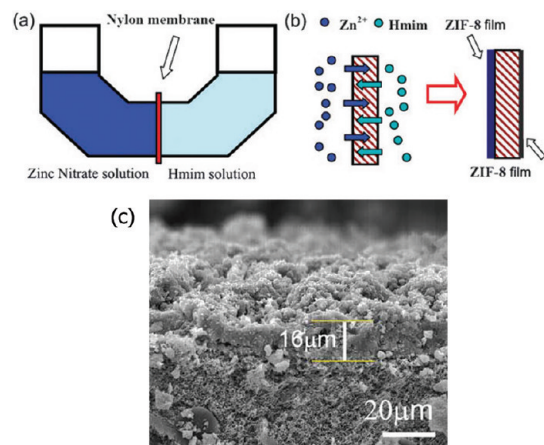 (a)
Nylon membrane
Zinc Nitrate solution
Hmim solution
(b)
Zn²⁺
Hmim
ZIF-8 film
ZIF-8 film
(c)
16μm
20μm